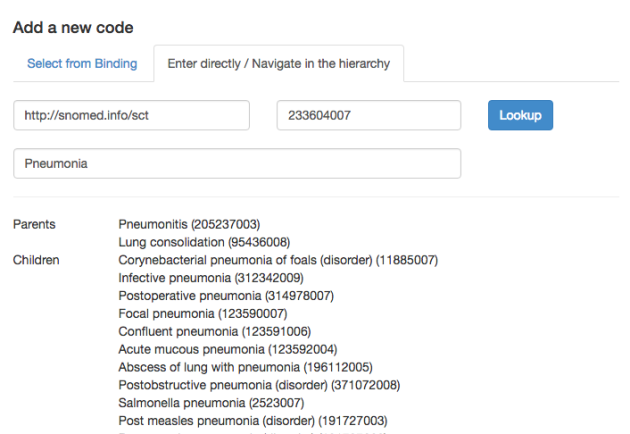 Add a new code
Select from Binding Enter directly / Navigate in the hierarchy
http://snomed.info/sct 233604007 Lookup
Pneumonia
Parents Pneumonitis (205237003)
Lung consolidation (95436008)
Children Corynebacterial pneumonia of foals (disorder) (11885007)
Infective pneumonia (312342009)
Postoperative pneumonia (314978007)
Focal pneumonia (123590007)
Confluent pneumonia (123591006)
Acute mucous pneumonia (123592004)
Abscess of lung with pneumonia (196112005)
Postobstructive pneumonia (disorder) (371072008)
Salmonella pneumonia (2523007)
Post measles pneumonia (disorder) (191727003)